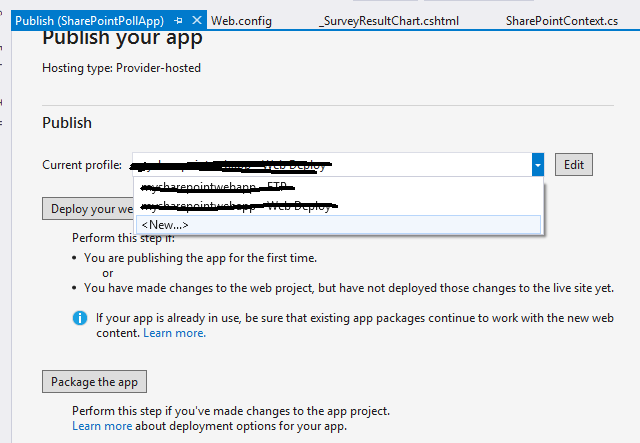 Publish (SharePointPollApp) Web.config _SurveyResultChart.cshtml SharePointContext.cs
Publish your app
Hosting type: Provider-hosted
Publish
Current profile: Web Deploy Edit
mysharepointwebapp - FTP
mysharepointwebapp - Web Deploy
Deploy your we
<New...>
Perform this step if:
• You are publishing the app for the first time.
or
• You have made changes to the web project, but have not deployed those changes to the live site yet.
If your app is already in use, be sure that existing app packages continue to work with the new web
content. Learn more.
Package the app
Perform this step if you've made changes to the app project.
Learn more about deployment options for your app.